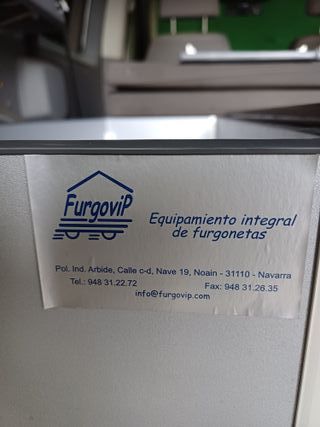 FurgoviP
Equipamiento integral
de furgonetas
Pol. Ind. Arbide, Calle c-d, Nave 19, Noain - 31110 - Navarra
Tel.: 948 31.22.72 Fax: 948 31.26.35
info@furgovip.com